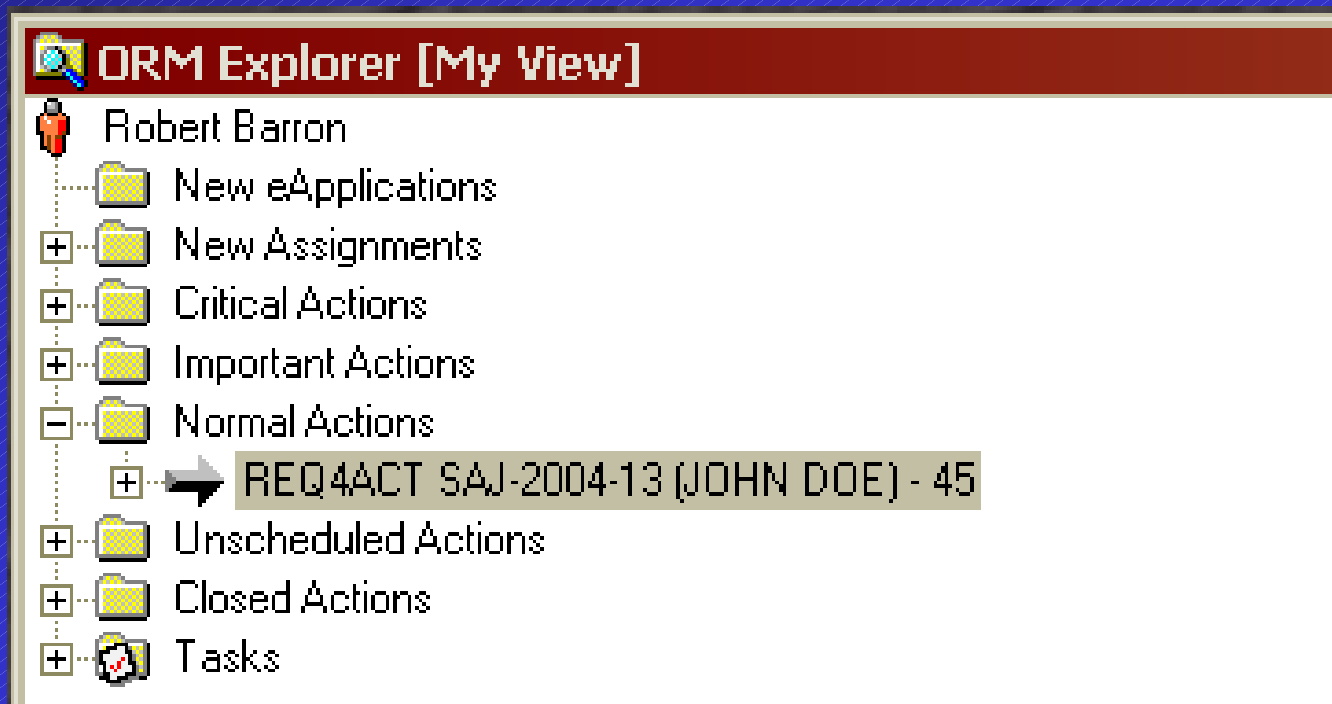 ORM Explorer [My View]
Robert Barron
New eApplications
New Assignments
Critical Actions
Important Actions
Normal Actions
REQ4ACT SAJ-2004-13 (JOHN DOE) - 45
Unscheduled Actions
Closed Actions
Tasks